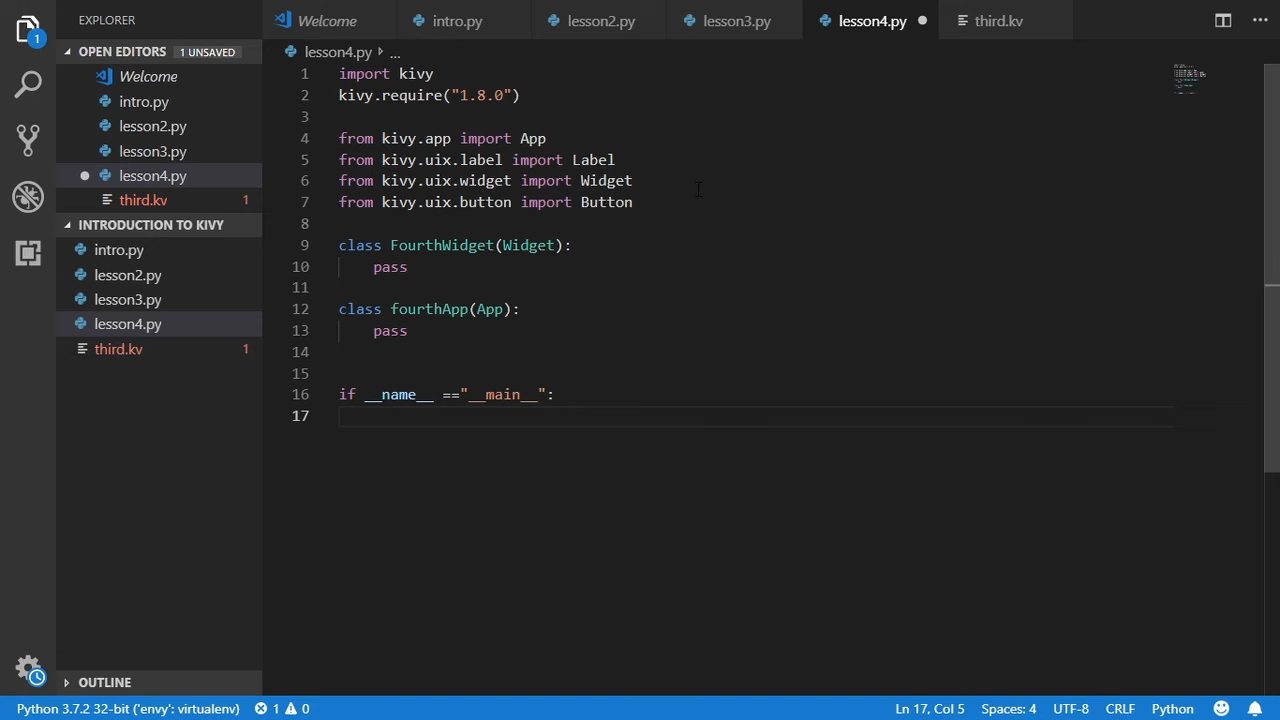 EXPLORER
Welcome
intro.py
lesson2.py
lesson3.py
lesson4.py
third.kv
1
OPEN EDITORS 1 UNSAVED
Welcome
intro.py
lesson2.py
lesson3.py
lesson4.py
third.kv 1
INTRODUCTION TO KIVY
intro.py
lesson2.py
lesson3.py
lesson4.py
third.kv 1
OUTLINE
lesson4.py ...
1 import kivy
2 kivy.require("1.8.0")
3
4 from kivy.app import App
5 from kivy.uix.label import Label
6 from kivy.uix.widget import Widget
7 from kivy.uix.button import Button
8
9 class FourthWidget(Widget):
10 pass
11
12 class fourthApp(App):
13 pass
14
15
16 if __name__ =="__main__":
17
Python 3.7.2 32-bit ('envy': virtualenv) 1 0 Ln 17, Col 5 Spaces: 4 UTF-8 CRLF Python